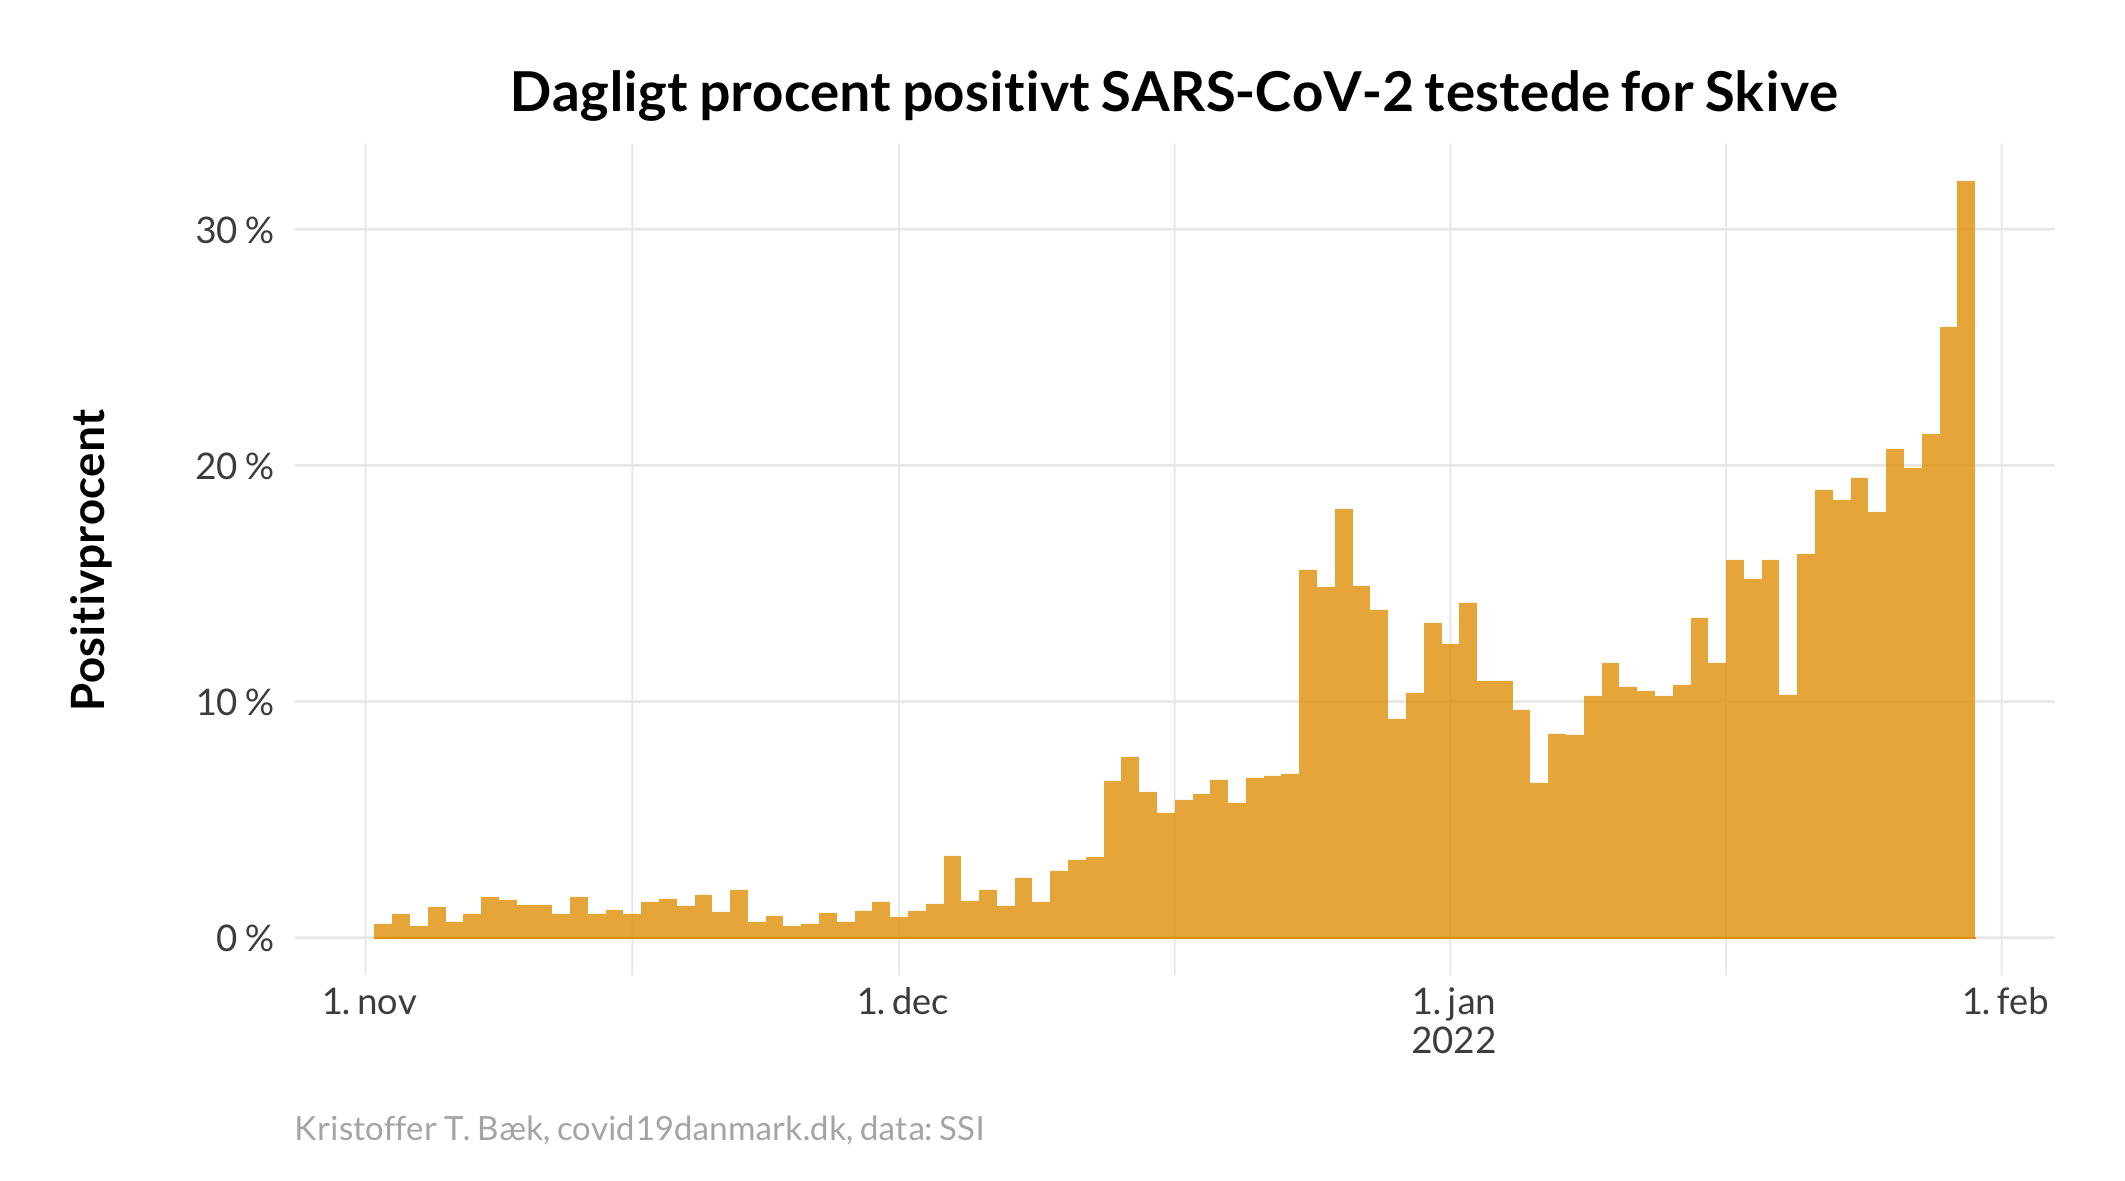 Dagligt procent positivt SARS-CoV-2 testede for Skive
Positivprocent
30 %
20 %
10 %
0 %
1. nov
1. dec
1. jan
2022
1. feb
Kristoffer T. Bæk, covid19danmark.dk, data: SSI